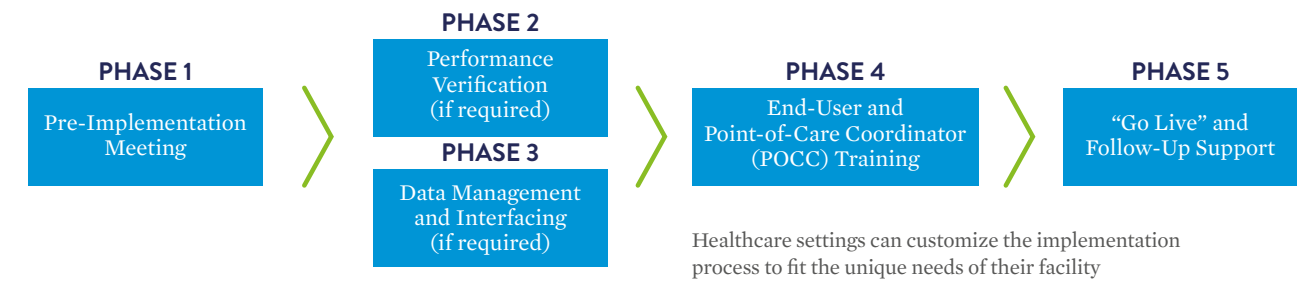 PHASE 1
Pre-Implementation
Meeting
PHASE 2
Performance
Verification
(if required)
PHASE 3
Data Management
and Interfacing
(if required)
PHASE 4
End-User and
Point-of-Care Coordinator
(POCC) Training
PHASE 5
“Go Live” and
Follow-Up Support
Healthcare settings can customize the implementation
process to fit the unique needs of their facility